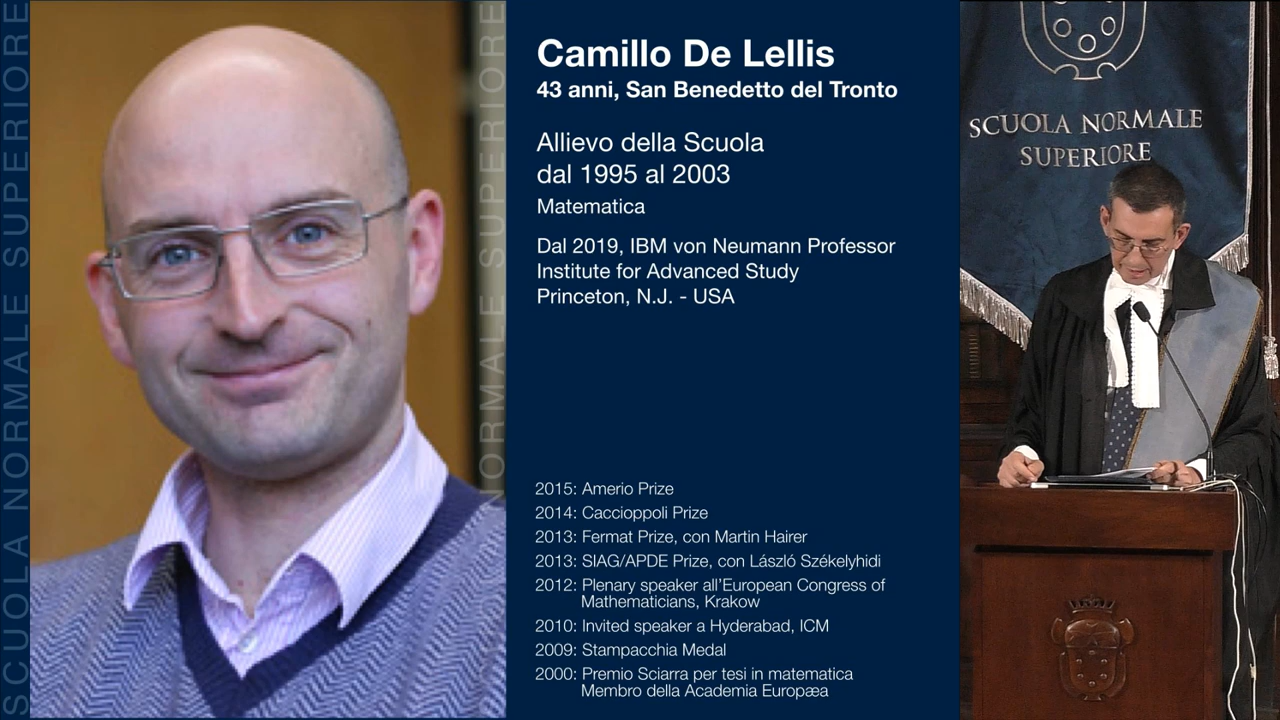 SCUOLA NORMALE SUPERIORE
SCUOLA NORMALE SUPERIORE
Camillo De Lellis
43 anni, San Benedetto del Tronto
Allievo della Scuola
dal 1995 al 2003
Matematica
Dal 2019, IBM von Neumann Professor
Institute for Advanced Study
Princeton, N.J. - USA
2015: Amerio Prize
2014: Caccioppoli Prize
2013: Fermat Prize, con Martin Hairer
2013: SIAG/APDE Prize, con László Székelyhidi
2012: Plenary speaker all’European Congress of
Mathematicians, Krakow
2010: Invited speaker a Hyderabad, ICM
2009: Stampacchia Medal
2000: Premio Sciarra per tesi in matematica
Membro della Academia Europæa
SCUOLA NORMALE
SUPERIORE